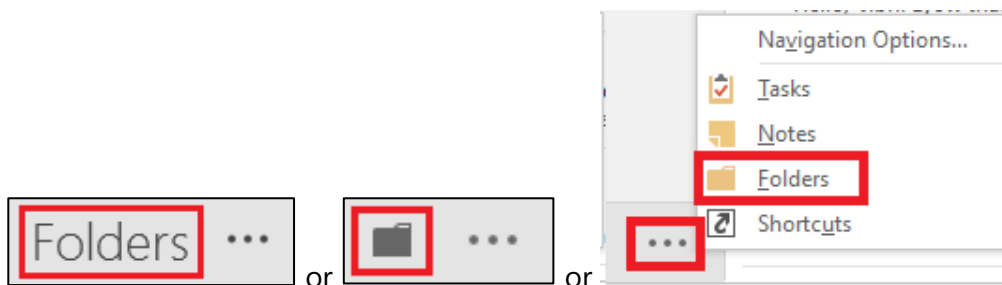 Navigation Options...
Tasks
Notes
Folders
Shortcuts
Folders ··· or ··· or ···